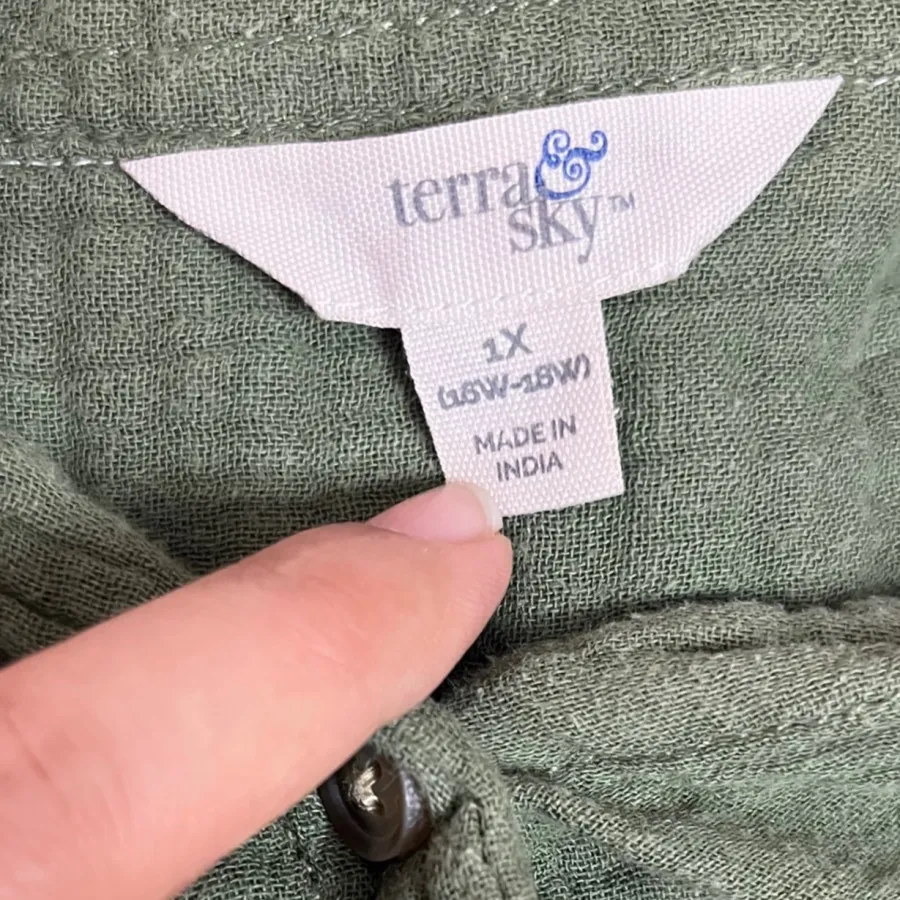 terra &
sky™
1X
(16W-18W)
MADE IN
INDIA